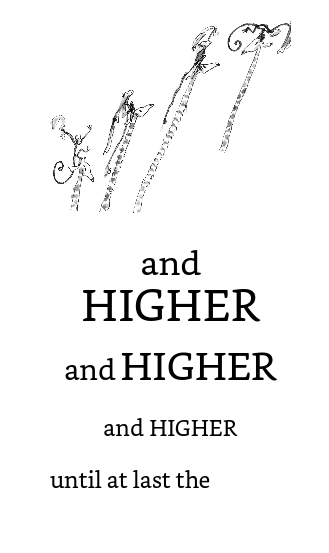 and
HIGHER
and HIGHER
and HIGHER
until at last the